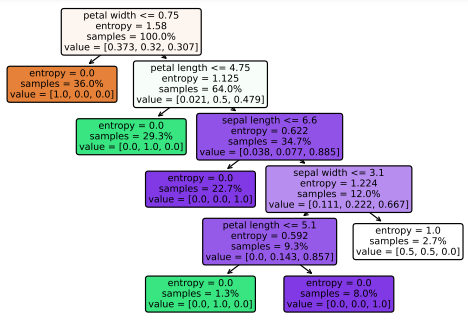 petal width <= 0.75
entropy = 1.58
samples = 100.0%
value = [0.373, 0.32, 0.307]
entropy = 0.0
samples = 36.0%
value = [1.0, 0.0, 0.0]
petal length <= 4.75
entropy = 1.125
samples = 64.0%
value = [0.021, 0.5, 0.479]
entropy = 0.0
samples = 29.3%
value = [0.0, 1.0, 0.0]
sepal length <= 6.6
entropy = 0.622
samples = 34.7%
value = [0.038, 0.077, 0.885]
entropy = 0.0
samples = 22.7%
value = [0.0, 0.0, 1.0]
sepal width <= 3.1
entropy = 1.224
samples = 12.0%
value = [0.111, 0.222, 0.667]
petal length <= 5.1
entropy = 0.592
samples = 9.3%
value = [0.0, 0.143, 0.857]
entropy = 1.0
samples = 2.7%
value = [0.5, 0.5, 0.0]
entropy = 0.0
samples = 1.3%
value = [0.0, 1.0, 0.0]
entropy = 0.0
samples = 8.0%
value = [0.0, 0.0, 1.0]